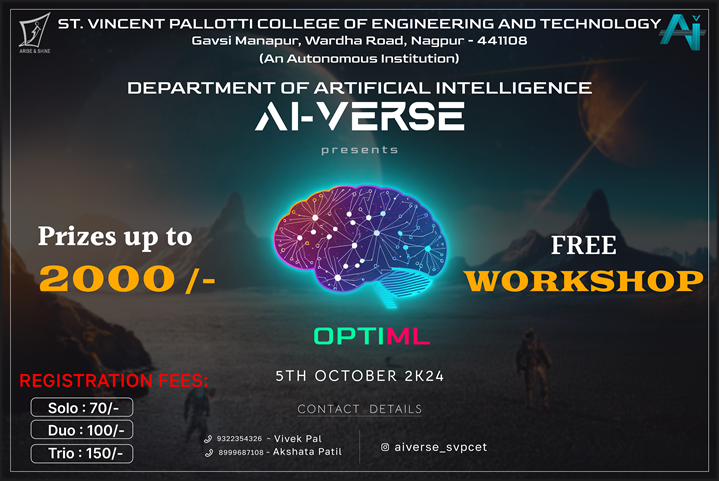 ST. VINCENT PALLOTTI COLLEGE OF ENGINEERING AND TECHNOLOGY
Gavsi Manapur, Wardha Road, Nagpur - 441108
(An Autonomous Institution)
ARISE & SHINE
Ai
DEPARTMENT OF ARTIFICIAL INTELLIGENCE
AI-VERSE
presents
Prizes up to
2000/-
FREE
WORKSHOP
OPTIML
5TH OCTOBER 2K24
REGISTRATION FEES:
Solo : 70/-
Duo : 100/-
Trio : 150/-
CONTACT DETAILS
9322354326 - Vivek Pal
8999687108 - Akshata Patil
aiverse_svpcet